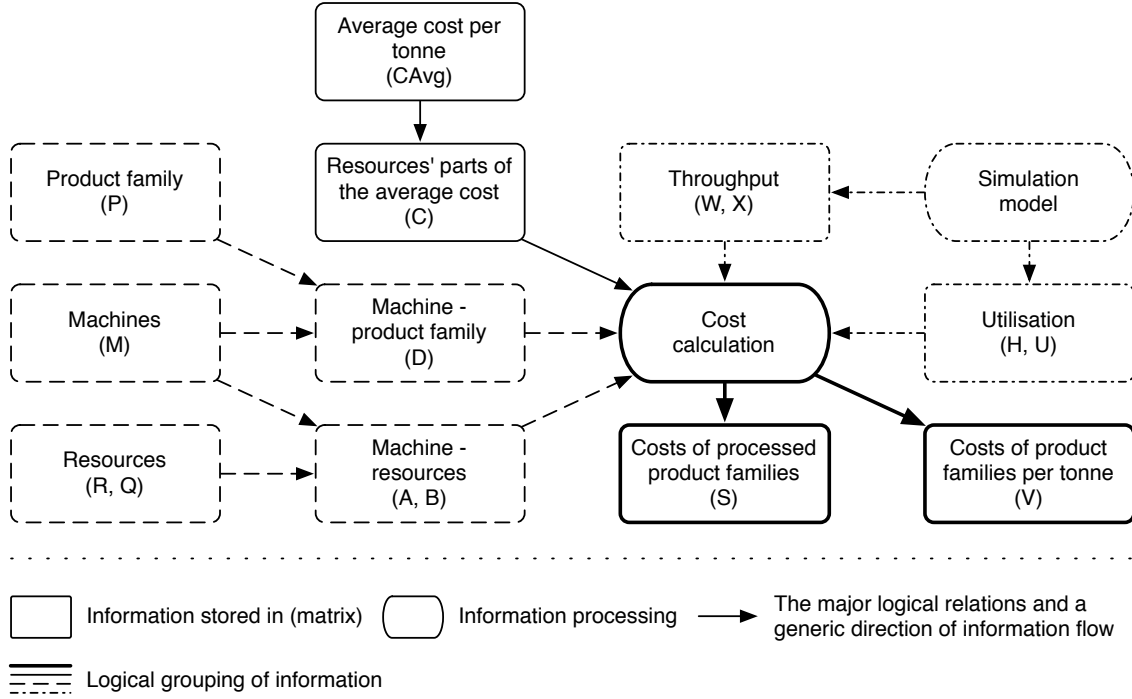 Average cost per
tonne
(CAvg)
Product family
(P)
Resources' parts of
the average cost
(C)
Throughput
(W, X)
Simulation
model
Machines
(M)
Machine -
product family
(D)
Cost
calculation
Utilisation
(H, U)
Resources
(R, Q)
Machine -
resources
(A, B)
Costs of processed
product families
(S)
Costs of product
families per tonne
(V)
Information stored in (matrix)
Information processing
The major logical relations and a
generic direction of information flow
Logical grouping of information